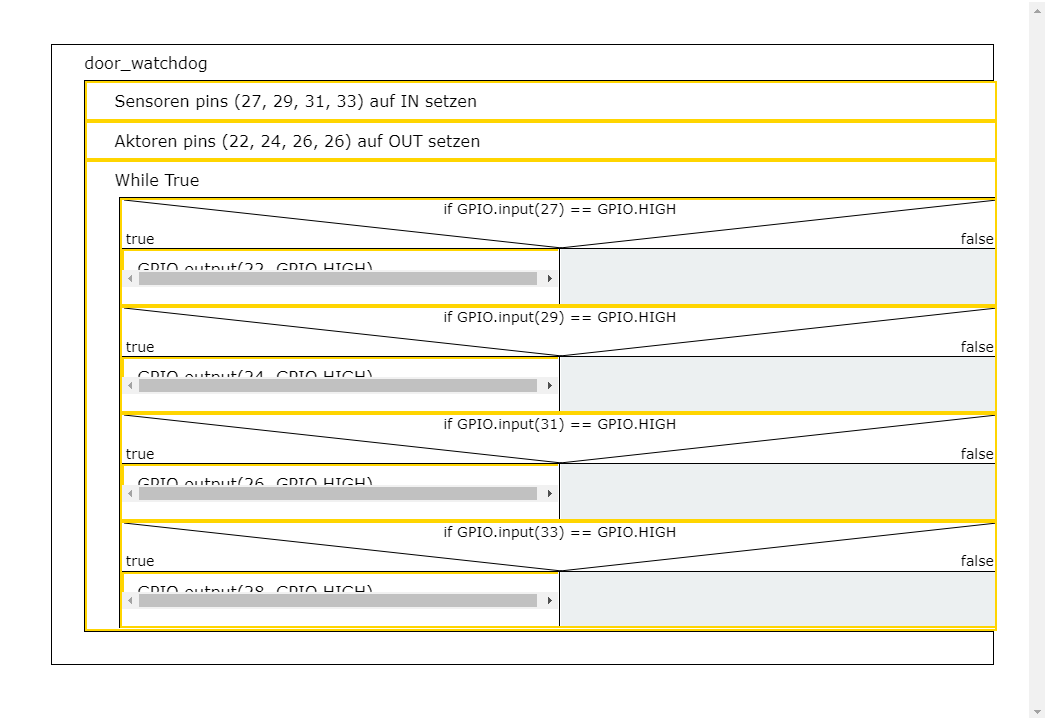 door_watchdog
Sensoren pins (27, 29, 31, 33) auf IN setzen
Aktoren pins (22, 24, 26, 26) auf OUT setzen
While True
if GPIO.input(27) == GPIO.HIGH
true
false
GPIO.output(22, GPIO.HIGH)
if GPIO.input(29) == GPIO.HIGH
true
false
GPIO.output(24, GPIO.HIGH)
if GPIO.input(31) == GPIO.HIGH
true
false
GPIO.output(26, GPIO.HIGH)
if GPIO.input(33) == GPIO.HIGH
true
false
GPIO.output(28, GPIO.HIGH)